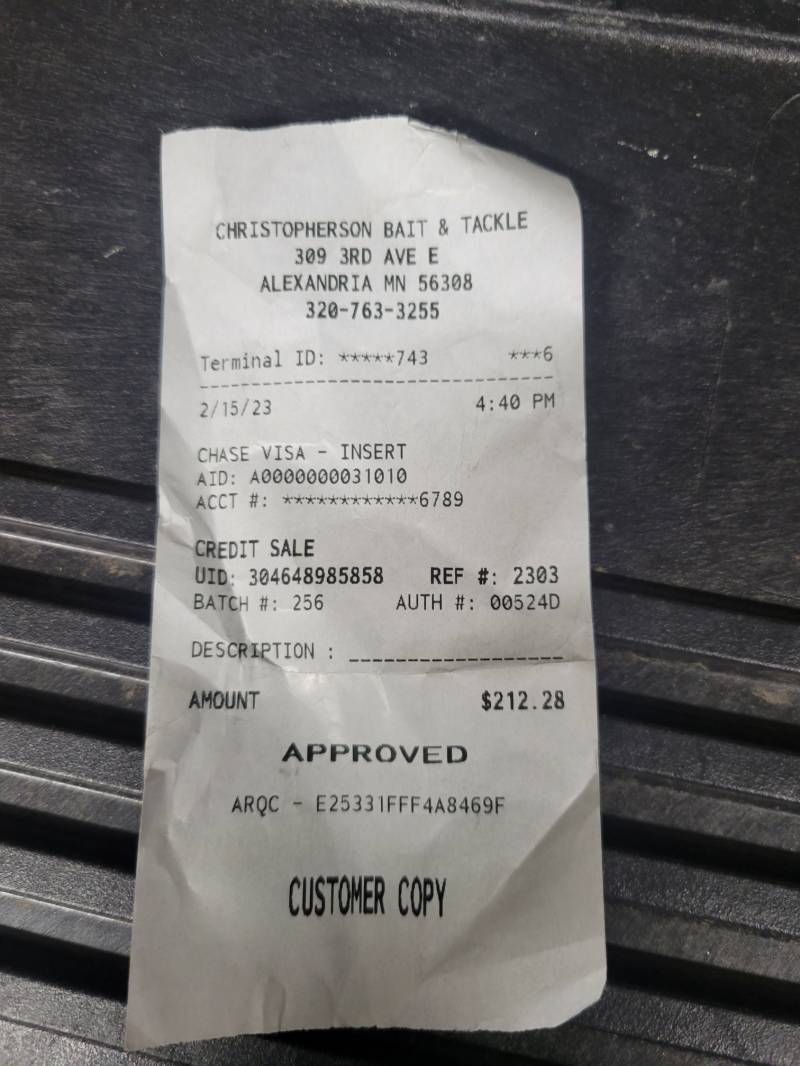 CHRISTOPHERSON BAIT & TACKLE
309 3RD AVE E
ALEXANDRIA MN 56308
320-763-3255
Terminal ID: *****743 ***6
2/15/23 4:40 PM
CHASE VISA - INSERT
AID: A0000000031010
ACCT #: ************6789
CREDIT SALE
UID: 304648985858 REF #: 2303
BATCH #: 256 AUTH #: 00524D
DESCRIPTION : __________________
AMOUNT $212.28
APPROVED
ARQC - E25331FFF4A8469F
CUSTOMER COPY